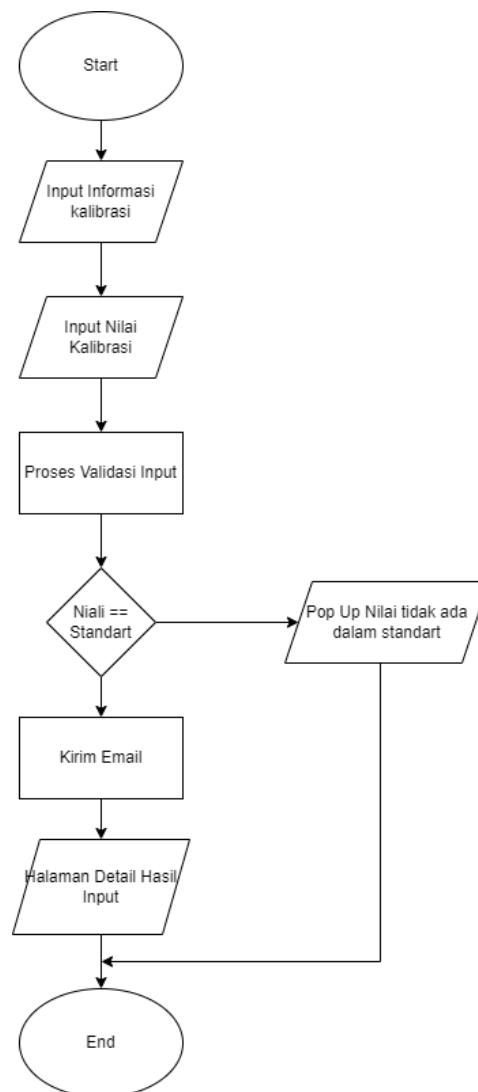 Start
Input Informasi
kalibrasi
Input Nilai
Kalibrasi
Proses Validasi Input
Niali ==
Standart
Pop Up Nilai tidak ada
dalam standart
Kirim Email
Halaman Detail Hasil
Input
End